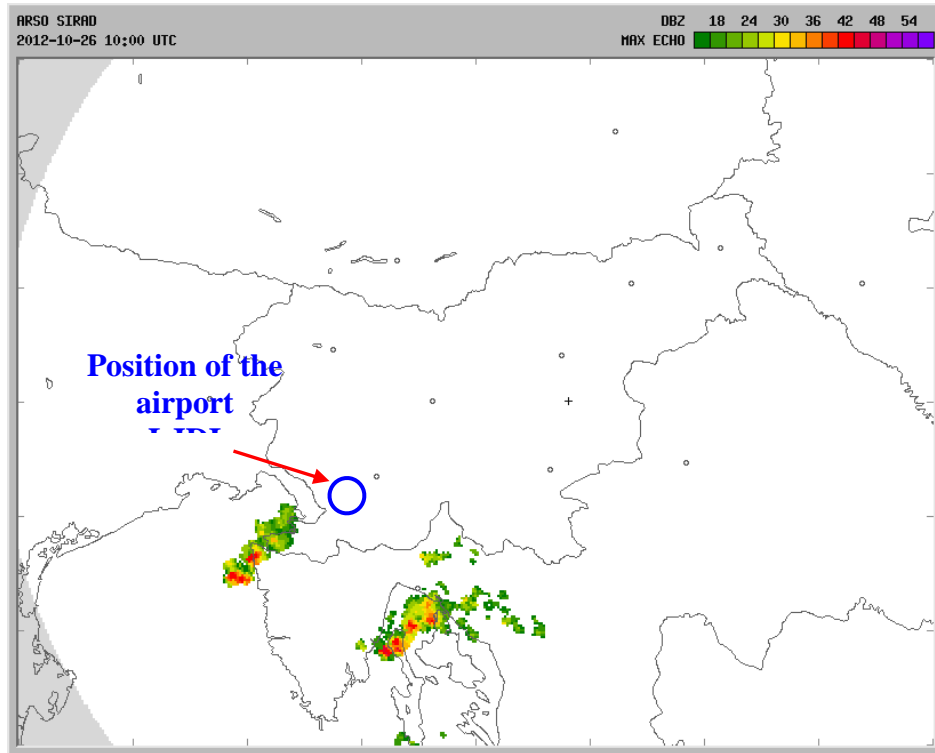 ARSO SIRAD
2012-10-26 10:00 UTC
DBZ 18 24 30 36 42 48 54
MAX ECHO
Position of the
airport